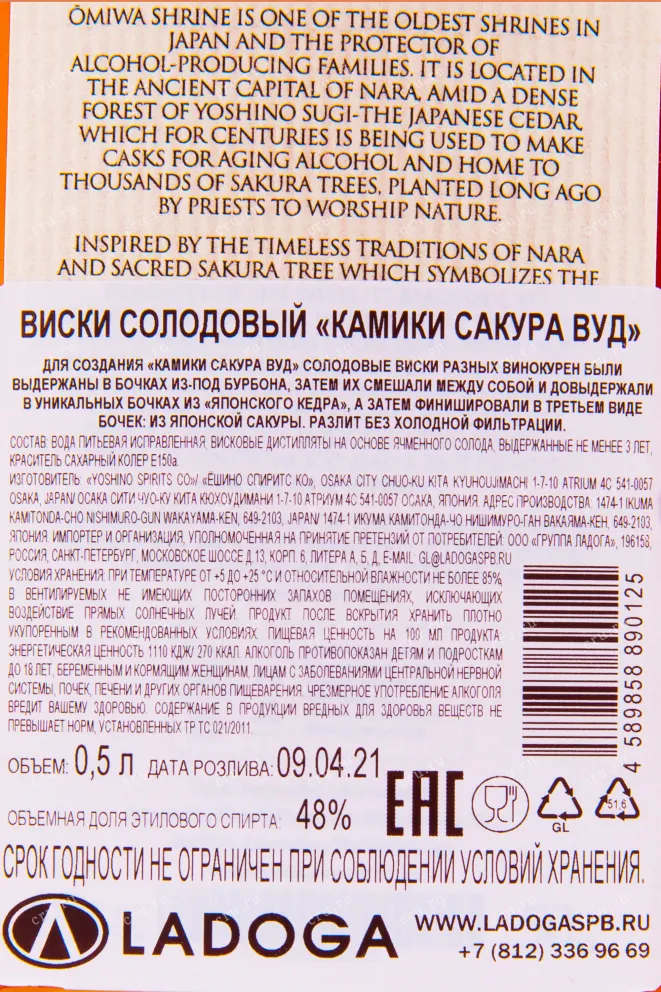 ŌMIWA SHRINE IS ONE OF THE OLDEST SHRINES IN
JAPAN AND THE PROTECTOR OF
ALCOHOL-PRODUCING FAMILIES. IT IS LOCATED IN
THE ANCIENT CAPITAL OF NARA, AMID A DENSE
FOREST OF YOSHINO SUGI-THE JAPANESE CEDAR,
WHICH FOR CENTURIES IS BEING USED TO MAKE
CASKS FOR AGING ALCOHOL AND HOME TO
THOUSANDS OF SAKURA TREES, PLANTED LONG AGO
BY PRIESTS TO WORSHIP NATURE.
INSPIRED BY THE TIMELESS TRADITIONS OF NARA
AND SACRED SAKURA TREE WHICH SYMBOLIZES THE
ВИСКИ СОЛОДОВЫЙ «КАМИКИ САКУРА ВУД»
ДЛЯ СОЗДАНИЯ «КАМИКИ САКУРА ВУД» СОЛОДОВЫЕ ВИСКИ РАЗНЫХ ВИНОКУРЕН БЫЛИ
ВЫДЕРЖАНЫ В БОЧКАХ ИЗ-ПОД БУРБОНА, ЗАТЕМ ИХ СМЕШАЛИ МЕЖДУ СОБОЙ И ДОВЫДЕРЖАЛИ
В УНИКАЛЬНЫХ БОЧКАХ ИЗ «ЯПОНСКОГО КЕДРА», А ЗАТЕМ ФИНИШИРОВАЛИ В ТРЕТЬЕМ ВИДЕ
БОЧЕК: ИЗ ЯПОНСКОЙ САКУРЫ. РАЗЛИТ БЕЗ ХОЛОДНОЙ ФИЛЬТРАЦИИ.
СОСТАВ: ВОДА ПИТЬЕВАЯ ИСПРАВЛЕННАЯ, ВИСКОВЫЕ ДИСТИЛЛЯТЫ НА ОСНОВЕ ЯЧМЕННОГО СОЛОДА, ВЫДЕРЖАННЫЕ НЕ МЕНЕЕ 3 ЛЕТ,
КРАСИТЕЛЬ САХАРНЫЙ КОЛЕР Е150а.
ИЗГОТОВИТЕЛЬ: «YOSHINO SPIRITS CO»/ «ЁШИНО СПИРИТС КО», OSAKA CITY CHUO-KU KITA KYUHOUJIMACHI 1-7-10 ATRIUM 4C 541-0057
OSAKA, JAPAN/ ОСАКА СИТИ ЧУО-КУ КИТА КЮХОУДИМАНИ 1-7-10 АТРИУМ 4С 541-0057 ОСАКА, ЯПОНИЯ. АДРЕС ПРОИЗВОДСТВА: 1474-1 IKUMA
KAMITONDA-CHO NISHIMURO-GUN WAKAYAMA-KEN, 649-2103, JAPAN/ 1474-1 ИКУМА КАМИТОНДА-ЧО НИШИМУРО-ГАН ВАКАЯМА-КЕН, 649-2103,
ЯПОНИЯ. ИМПОРТЕР И ОРГАНИЗАЦИЯ, УПОЛНОМОЧЕННАЯ НА ПРИНЯТИЕ ПРЕТЕНЗИЙ ОТ ПОТРЕБИТЕЛЕЙ: ООО «ГРУППА ЛАДОГА», 196158,
РОССИЯ, САНКТ-ПЕТЕРБУРГ, МОСКОВСКОЕ ШОССЕ Д.13, КОРП. 6, ЛИТЕРА А, Б, Д, E-MAIL: GL@LADOGASPB.RU
УСЛОВИЯ ХРАНЕНИЯ: ПРИ ТЕМПЕРАТУРЕ ОТ +5 ДО +25 °С И ОТНОСИТЕЛЬНОЙ ВЛАЖНОСТИ НЕ БОЛЕЕ 85%
В ВЕНТИЛИРУЕМЫХ НЕ ИМЕЮЩИХ ПОСТОРОННИХ ЗАПАХОВ ПОМЕЩЕНИЯХ, ИСКЛЮЧАЮЩИХ
ВОЗДЕЙСТВИЕ ПРЯМЫХ СОЛНЕЧНЫХ ЛУЧЕЙ. ПРОДУКТ ПОСЛЕ ВСКРЫТИЯ ХРАНИТЬ ПЛОТНО
УКУПОРЕННЫМ В РЕКОМЕНДОВАННЫХ УСЛОВИЯХ. ПИЩЕВАЯ ЦЕННОСТЬ НА 100 МЛ ПРОДУКТА:
ЭНЕРГЕТИЧЕСКАЯ ЦЕННОСТЬ 1110 КДЖ/ 270 ККАЛ. АЛКОГОЛЬ ПРОТИВОПОКАЗАН ДЕТЯМ И ПОДРОСТКАМ
ДО 18 ЛЕТ, БЕРЕМЕННЫМ И КОРМЯЩИМ ЖЕНЩИНАМ, ЛИЦАМ С ЗАБОЛЕВАНИЯМИ ЦЕНТРАЛЬНОЙ НЕРВНОЙ
СИСТЕМЫ, ПОЧЕК, ПЕЧЕНИ И ДРУГИХ ОРГАНОВ ПИЩЕВАРЕНИЯ. ЧРЕЗМЕРНОЕ УПОТРЕБЛЕНИЕ АЛКОГОЛЯ
ВРЕДИТ ВАШЕМУ ЗДОРОВЬЮ. СОДЕРЖАНИЕ В ПРОДУКЦИИ ВРЕДНЫХ ДЛЯ ЗДОРОВЬЯ ВЕЩЕСТВ НЕ
ПРЕВЫШАЕТ НОРМ, УСТАНОВЛЕННЫХ ТР ТС 021/2011.
4 589858 890125
ОБЪЕМ: 0,5 Л ДАТА РОЗЛИВА: 09.04.21
ОБЪЕМНАЯ ДОЛЯ ЭТИЛОВОГО СПИРТА: 48%
EAC
GL
51,6
СРОК ГОДНОСТИ НЕ ОГРАНИЧЕН ПРИ СОБЛЮДЕНИИ УСЛОВИЙ ХРАНЕНИЯ.
LADOGA
WWW.LADOGASPB.RU
+7 (812) 336 96 69